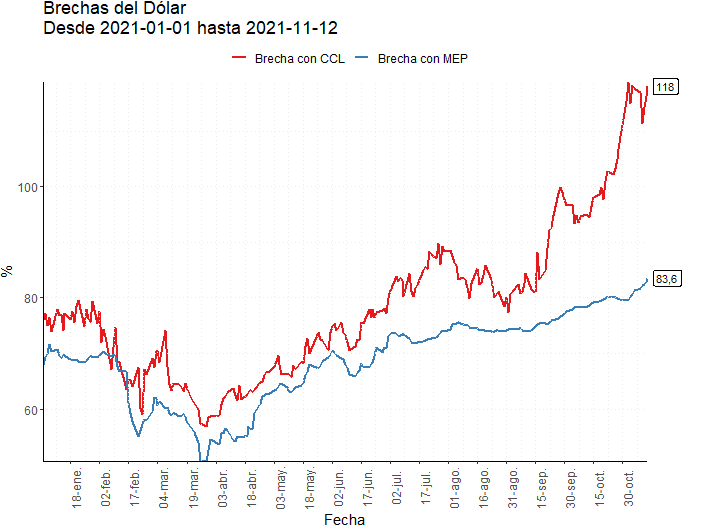 Brechas del Dólar
Desde 2021-01-01 hasta 2021-11-12
Brecha con CCL
Brecha con MEP
118
100
%
83,6
80
60
18-ene.
02-feb.
17-feb.
04-mar.
19-mar.
03-abr.
18-abr.
03-may.
18-may.
02-jun.
17-jun.
02-jul.
17-jul.
01-ago.
16-ago.
31-ago.
15-sep.
30-sep.
15-oct.
30-oct.
Fecha